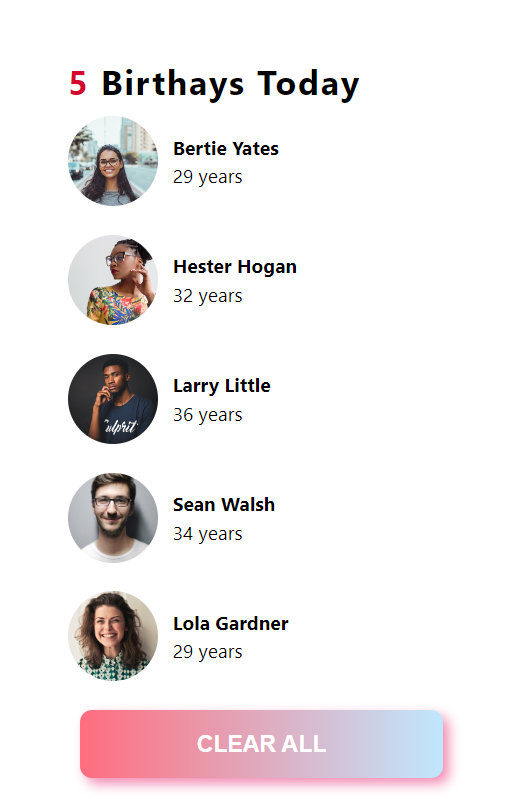 5 Birthays Today
Bertie Yates
29 years
Hester Hogan
32 years
Larry Little
36 years
ulprit
Sean Walsh
34 years
Lola Gardner
29 years
CLEAR ALL